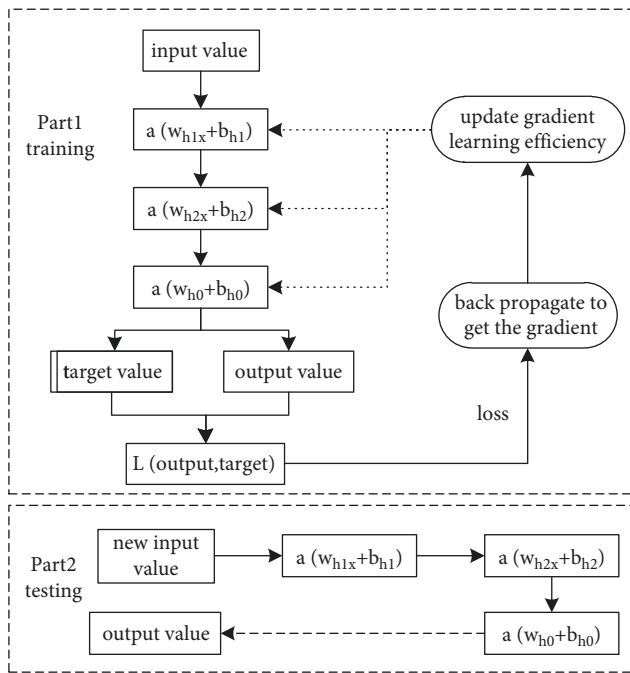 input value
Part1
training
a (wh1x+bh1)
a (wh2x+bh2)
a (wh0+bh0)
target value
output value
L (output,target)
update gradient
learning efficiency
back propagate to
get the gradient
loss
Part2
testing
new input
value
a (wh1x+bh1)
a (wh2x+bh2)
a (wh0+bh0)
output value